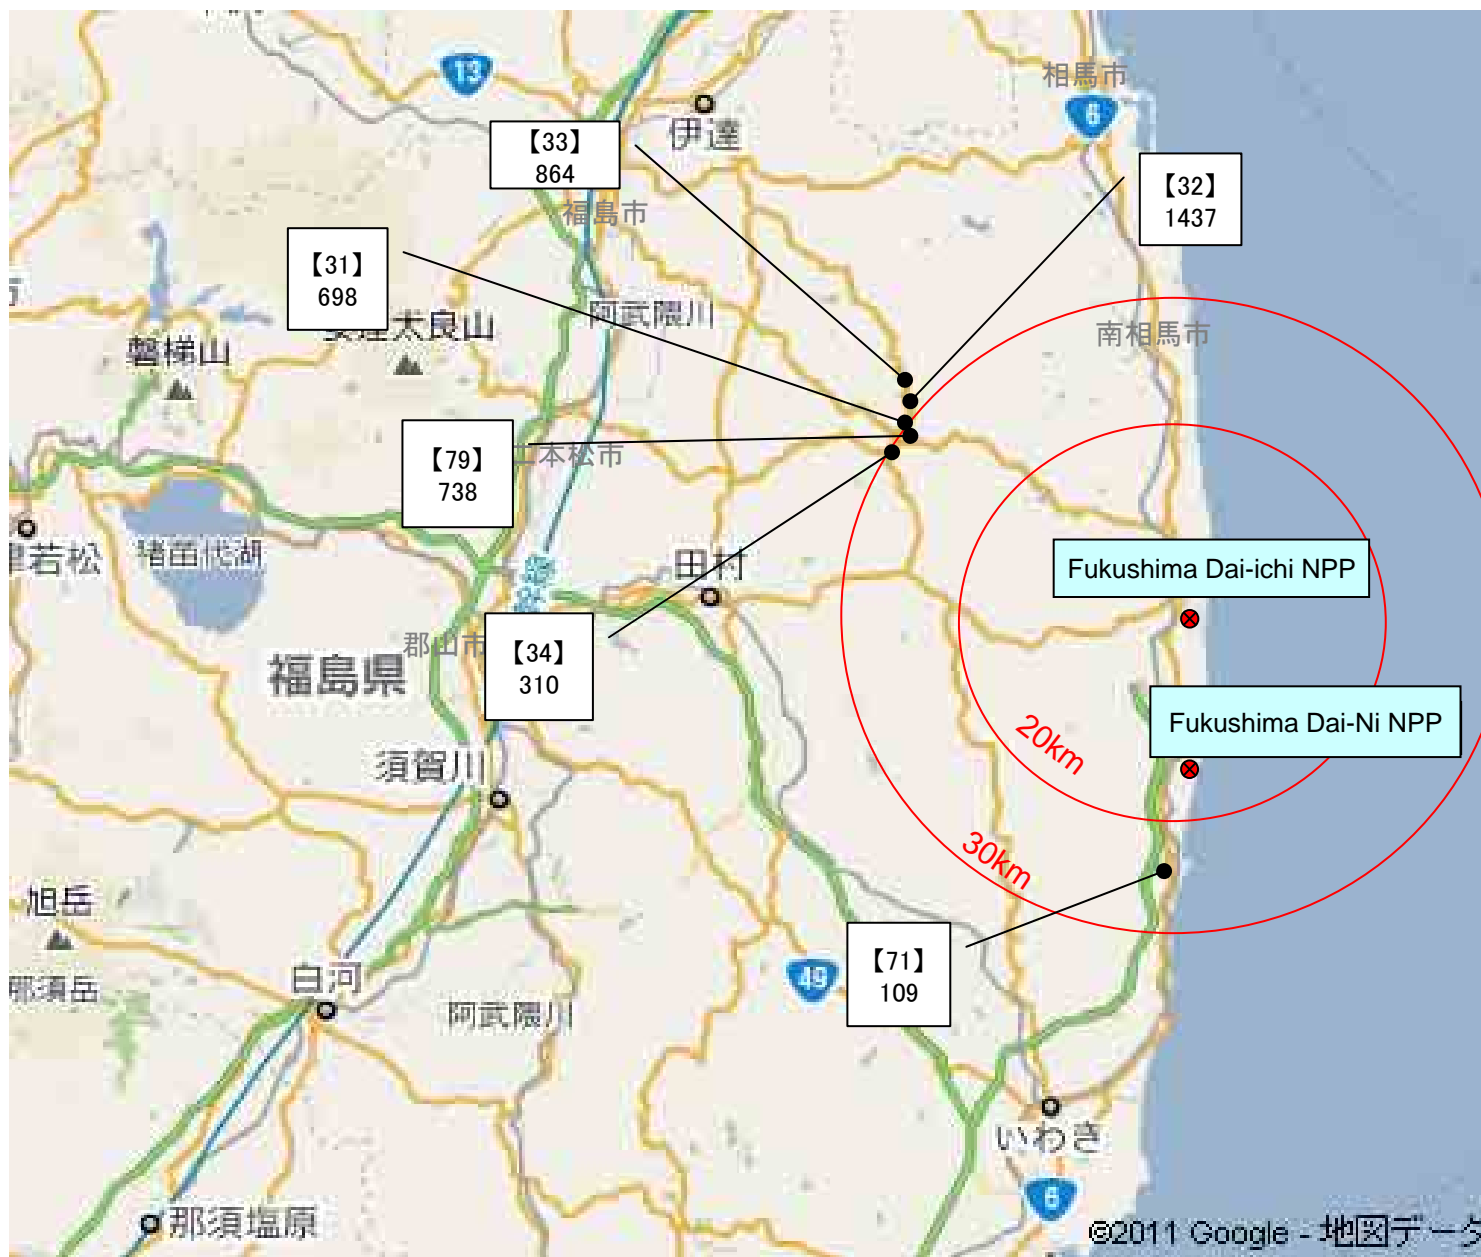 相馬市
13
6
伊達
【33】
864
【32】
1437
福島市
【31】
698
阿武隈川
南相馬市
安達太良山
磐梯山
【79】
738
二本松市
猪苗代湖
田村
Fukushima Dai-ichi NPP
郡山市
【34】
310
福島県
Fukushima Dai-Ni NPP
20km
須賀川
30km
旭岳
【71】
109
49
白河
那須岳
阿武隈川
いわき
6
那須塩原
©2011 Google - 地図データ